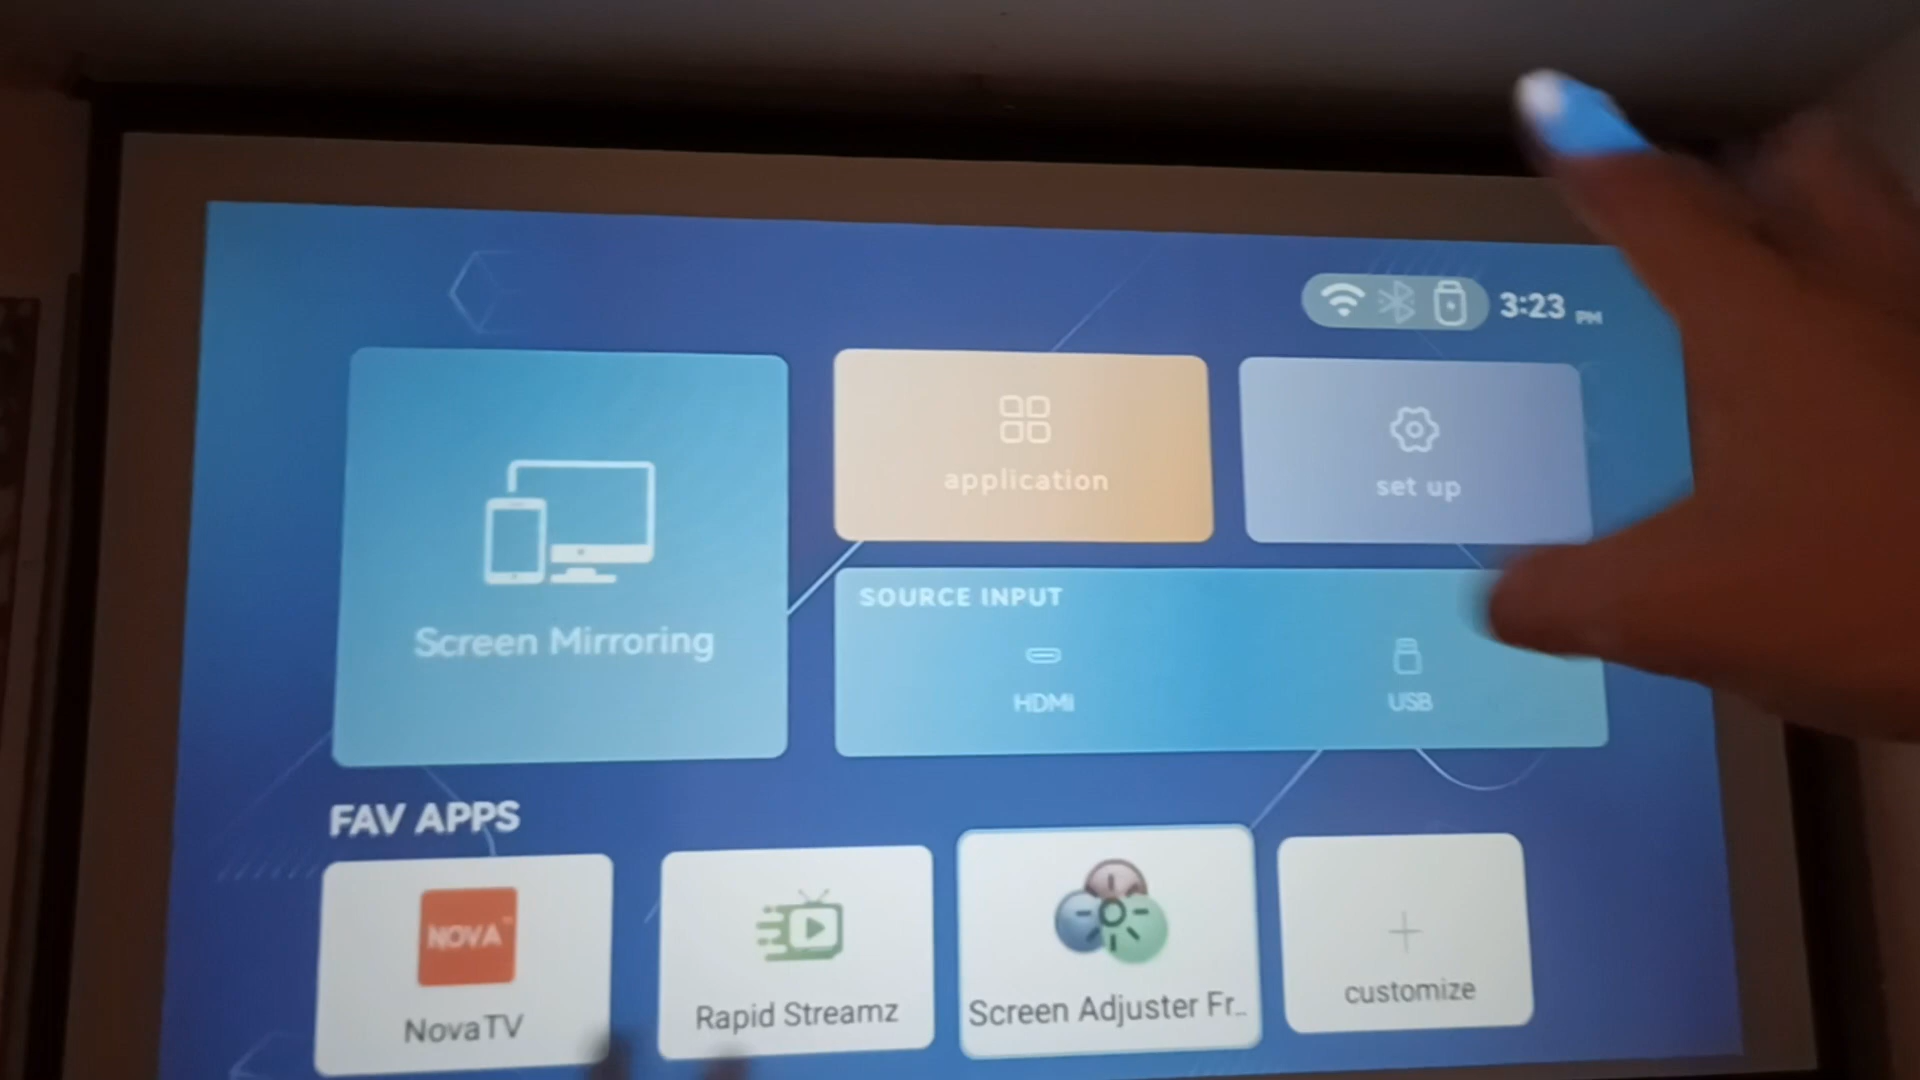 3:23 PM
application
set up
Screen Mirroring
SOURCE INPUT
HDMI
USB
FAV APPS
NOVA™
NovaTV
Rapid Streamz
Screen Adjuster Fr...
customize